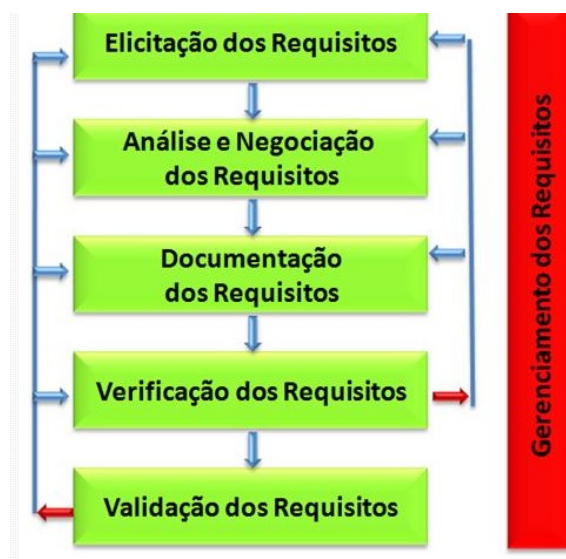 Elicitação dos Requisitos
Análise e Negociação
dos Requisitos
Documentação
dos Requisitos
Verificação dos Requisitos
Validação dos Requisitos
Gerenciamento dos Requisitos